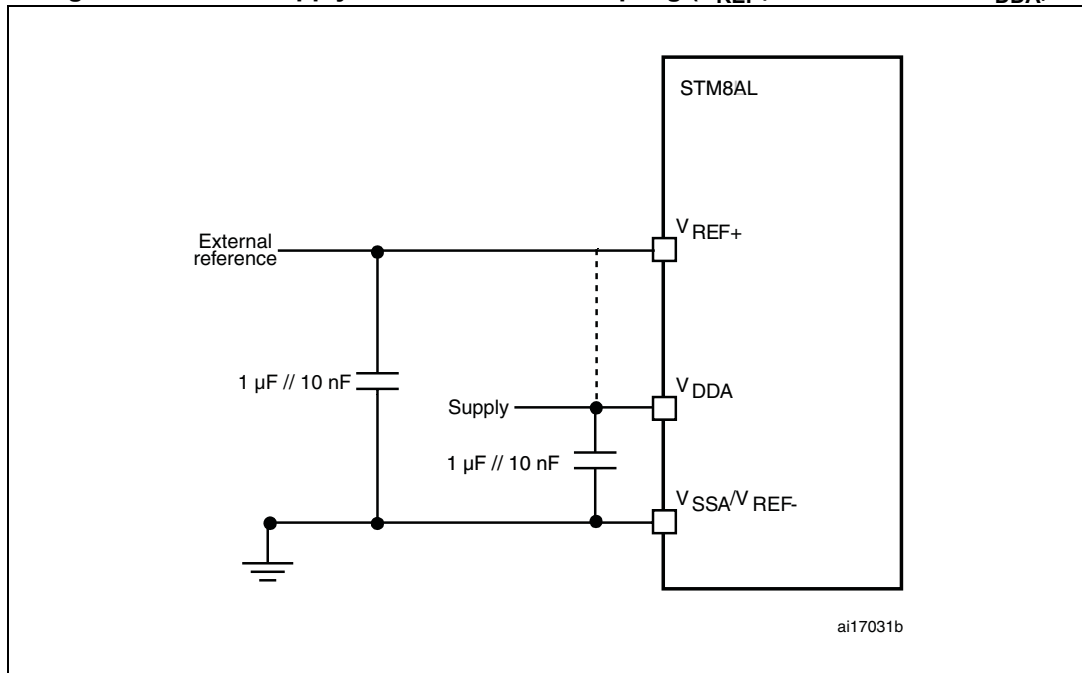 STM8AL
VREF+
External
reference
1 µF // 10 nF
VDDA
Supply
1 µF // 10 nF
VSSA/VREF-
ai17031b